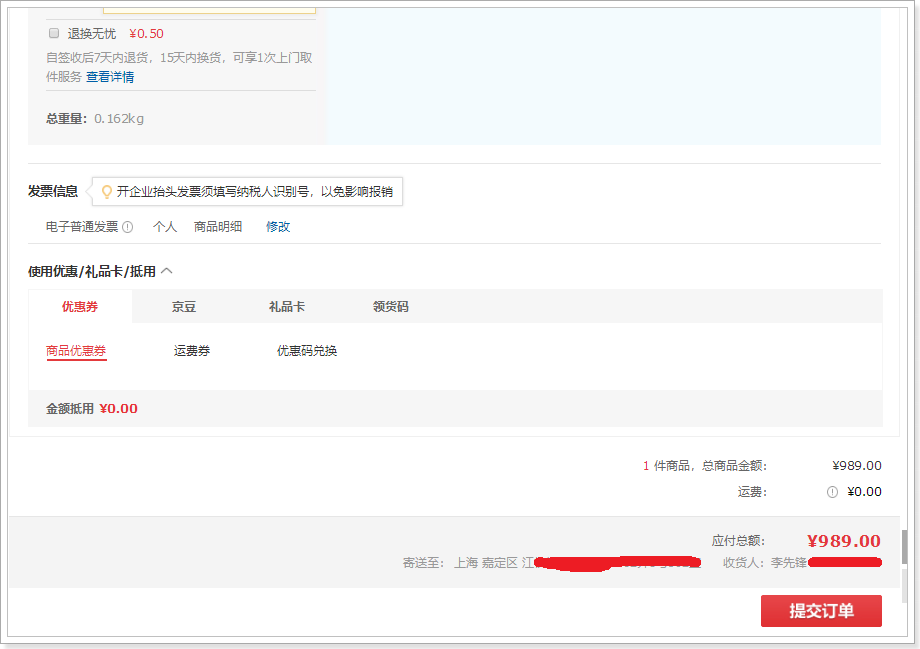 退换无忧 ¥0.50
自签收后7天内退货，15天内换货，可享1次上门取
件服务 查看详情
总重量： 0.162kg
发票信息 开企业抬头发票须填写纳税人识别号，以免影响报销
电子普通发票 个人 商品明细 修改
使用优惠/礼品卡/抵用
优惠券 京豆 礼品卡 领货码
商品优惠券 运费券 优惠码兑换
金额抵用 ¥0.00
1 件商品，总商品金额： ¥989.00
运费： ¥0.00
应付总额： ¥989.00
寄送至： 上海 嘉定区 江 收货人：李先锋
提交订单